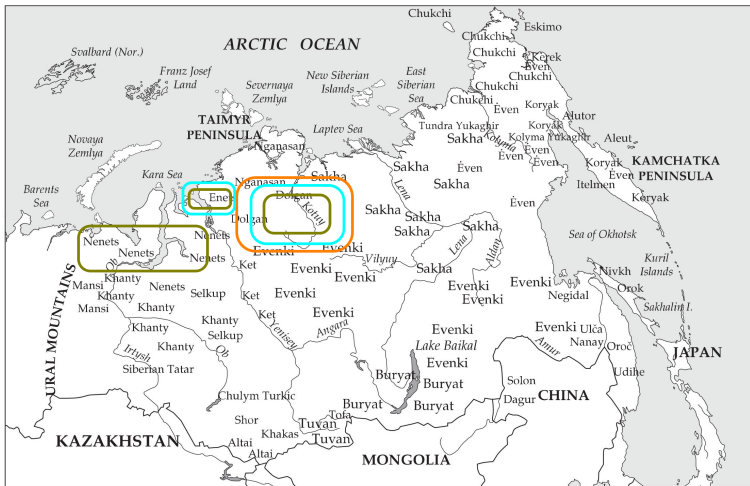 Chukchi
Eskimo
ARCTIC OCEAN
Chukchi
Svalbard (Nor.)
Chukchi
Kerek
Even
Chukchi
Franz Josef
Land
Severnaya
Zemlya
New Siberian
Islands
East
Siberian
Sea
Chukchi
Chukchi
Even
Koryak
Alutor
TAIMYR
PENINSULA
Laptev Sea
Tundra Yukaghir
Koryak
Kolyma
Kolyma Yukaghir
Aleut
Novaya
Zemlya
Nganasan
Sakha
Even
Even
Koryak
KAMCHATKA
PENINSULA
Kara Sea
Nganasan
Sakha
Sakha
Even
Even
Itelmen
Barents
Sea
Enets
Dolgan
Kotuy
Lena
Sakha
Koryak
Dolgan
Sakha
Sakha
Sakha
Nenets
Nenets
Nenets
Nenets
Evenki
Evenki
Vilyuy
Lena
Aldan
Sea of Okhotsk
Kuril
Islands
Ob
Ket
Evenki
Sakha
Nivkh
URAL MOUNTAINS
Khanty
Mansi
Nenets
Khanty
Selkup
Ket
Evenki
Evenki
Evenki
Evenki
Negidal
Orok
Sakhalin I.
Mansi
Khanty
Khanty
Khanty
Ket
Evenki
Yenisey
Angara
Evenki
Evenki
Ulča
Selkup
Lake Baikal
Amur
Nanay
Oroč
JAPAN
Khanty
Ob
Irtysh
Siberian Tatar
Evenki
Buryat
Buryat
Solon
Udihe
Chulym Turkic
Buryat
Buryat
Dagur
CHINA
Shor
Tofa
Tuvan
Khakas
Tuvan
Altai
Altai
KAZAKHSTAN
MONGOLIA